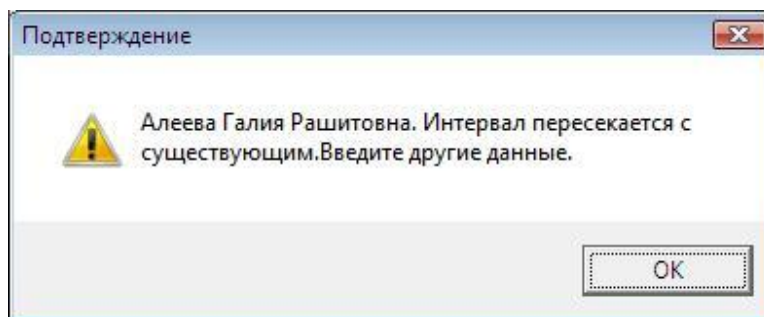 Подтверждение
Алеева Галия Рашитовна. Интервал пересекается с
существующим.Введите другие данные.
OK